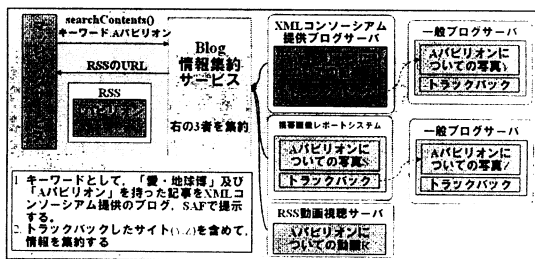 searchContents()
キーワード:Aパビリオン
RSSのURL
RSS
Blog
情報集約
サービス
右の3者を集約
XMLコンソーシアム
提供ブログサーバ
一般ブログサーバ
Aパビリオンに
ついての写真Y
トラックバック
携帯画像レポートシステム
Aパビリオンに
ついての写真S
トラックバック
一般ブログサーバ
Aパビリオンに
ついての写真Z
トラックバック
RSS動画視聴サーバ
Aパビリオンに
ついての動画R
1. キーワードとして、「愛・地球博」及び
「Aパビリオン」を持った記事をXMLコ
ンソーシアム提供のブログ、SAFで提示
する。
2. トラックバックしたサイト(Y,Z)を含めて、
情報を集約する